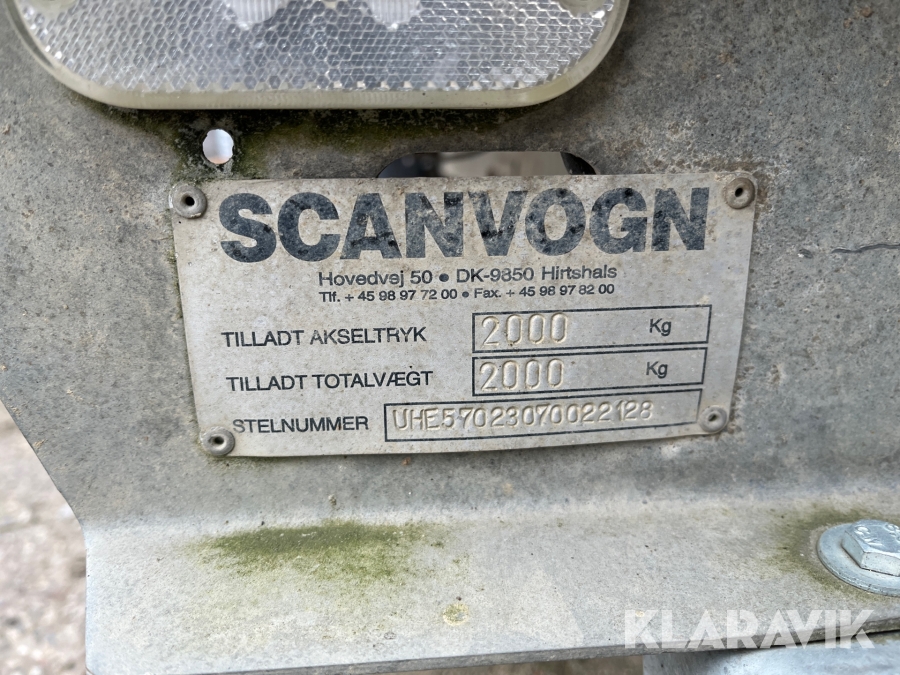 SCANVOGN
Hovedvej 50 • DK-9850 Hirtshals
Tlf. + 45 98 97 72 00 • Fax. + 45 98 97 82 00
TILLADT AKSELTRYK 2000 Kg
TILLADT TOTALVÆGT 2000 Kg
STELNUMMER UHE57023070022128
KLARAVIK